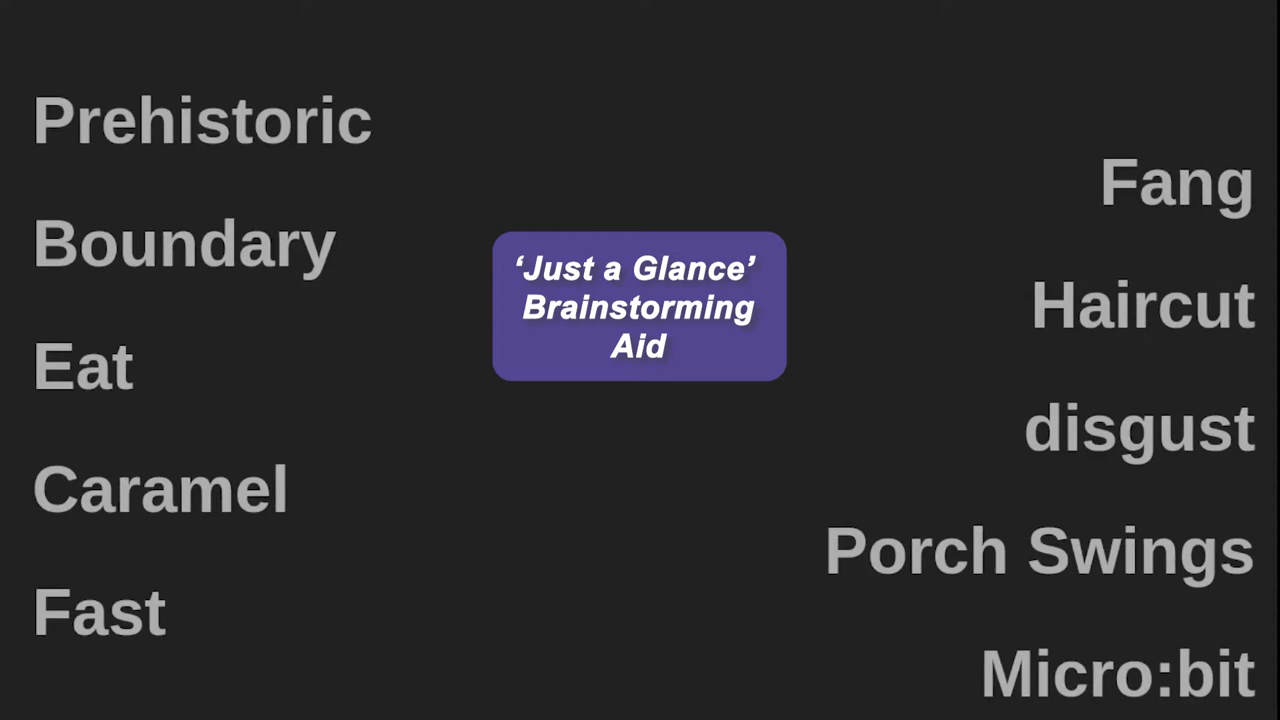 Prehistoric
Boundary
Eat
Caramel
Fast
‘Just a Glance’
Brainstorming
Aid
Fang
Haircut
disgust
Porch Swings
Micro:bit